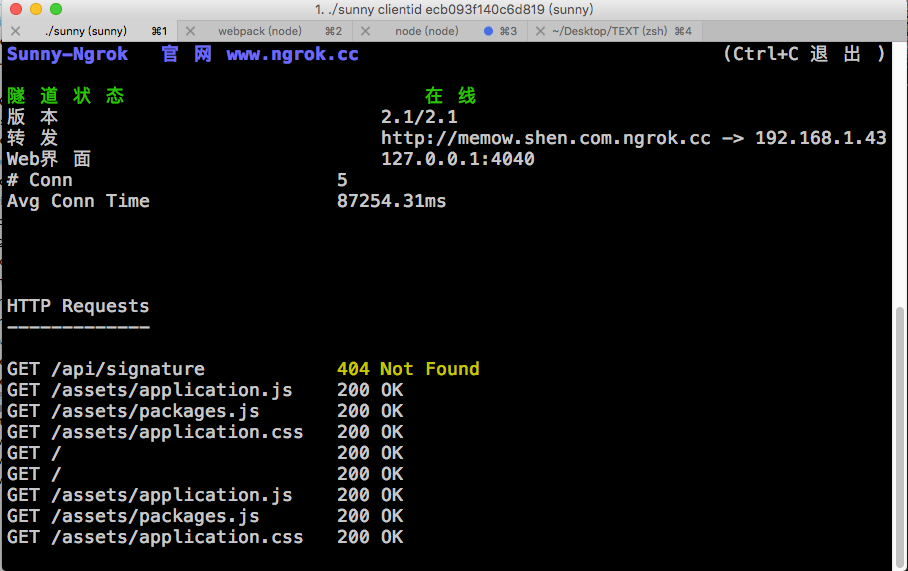 1. ./sunny clientid ecb093f140c6d819 (sunny)
./sunny (sunny) ⌘1 webpack (node) ⌘2 node (node) ⌘3 ~/Desktop/TEXT (zsh) ⌘4
Sunny-Ngrok 官网 www.ngrok.cc (Ctrl+C 退出)
隧道状态 在线
版本 2.1/2.1
转发 http://memow.shen.com.ngrok.cc -> 192.168.1.43
Web界面 127.0.0.1:4040
# Conn 5
Avg Conn Time 87254.31ms
HTTP Requests
-------------
GET /api/signature 404 Not Found
GET /assets/application.js 200 OK
GET /assets/packages.js 200 OK
GET /assets/application.css 200 OK
GET / 200 OK
GET / 200 OK
GET /assets/application.js 200 OK
GET /assets/packages.js 200 OK
GET /assets/application.css 200 OK